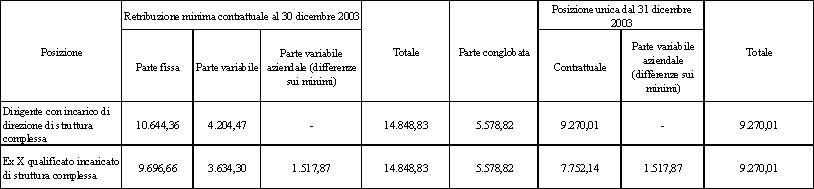 Posizione
Retribuzione minima contrattuale al 30 dicembre 2003
Parte fissa
Parte variabile
Parte variabile
aziendale (differenze
sui minimi)
Totale
Parte conglobata
Posizione unica dal 31 dicembre
2003
Contrattuale
Parte variabile
aziendale
(differenze sui
minimi)
Totale
Dirigente con incarico di
direzione di struttura
complessa
10.644,36
4.204,47
-
14.848,83
5.578,82
9.270,01
-
9.270,01
Ex X qualificato incaricato
di struttura complessa
9.696,66
3.634,30
1.517,87
14.848,83
5.578,82
7.752,14
1.517,87
9.270,01